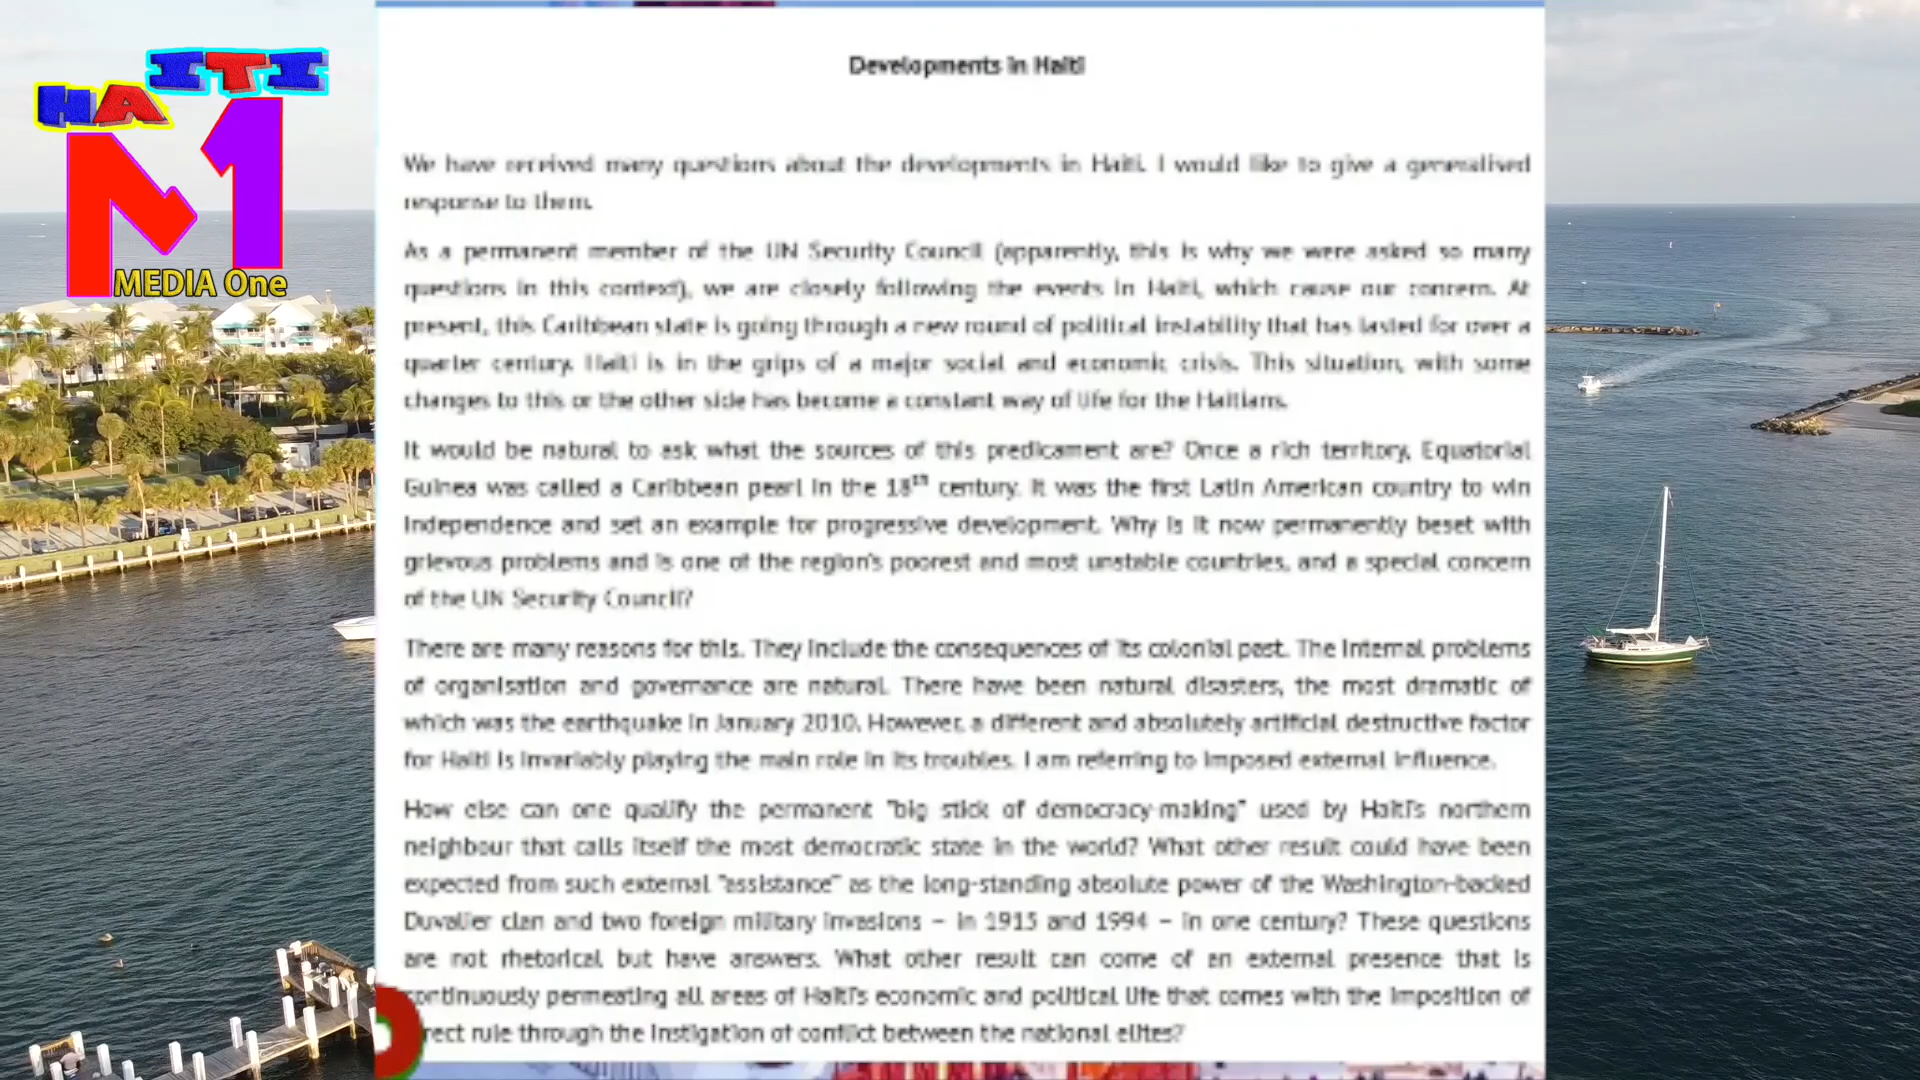 HAITI
M1
MEDIA One
Developments in Haiti
We have received many questions about the developments in Haiti. I would like to give a generalised
response to them.
As a permanent member of the UN Security Council (apparently, this is why we were asked so many
questions in this context), we are closely following the events in Haiti, which cause our concern. At
present, this Caribbean state is going through a new round of political instability that has lasted for over a
quarter century. Haiti is in the grips of a major social and economic crisis. This situation, with some
changes to this or the other side has become a constant way of life for the Haitians.
It would be natural to ask what the sources of this predicament are? Once a rich territory, Equatorial
Guinea was called a Caribbean pearl in the 18th century. It was the first Latin American country to win
independence and set an example for progressive development. Why is it now permanently beset with
grievous problems and is one of the region's poorest and most unstable countries, and a special concern
of the UN Security Council?
There are many reasons for this. They include the consequences of its colonial past. The internal problems
of organisation and governance are natural. There have been natural disasters, the most dramatic of
which was the earthquake in January 2010. However, a different and absolutely artificial destructive factor
for Haiti is invariably playing the main role in its troubles. I am referring to imposed external influence.
How else can one qualify the permanent "big stick of democracy-making" used by Haiti's northern
neighbour that calls itself the most democratic state in the world? What other result could have been
expected from such external "assistance" as the long-standing absolute power of the Washington-backed
Duvalier clan and two foreign military invasions – in 1915 and 1994 – in one century? These questions
are not rhetorical but have answers. What other result can come of an external presence that is
continuously permeating all areas of Haiti's economic and political life that comes with the imposition of
rect rule through the instigation of conflict between the national elites?